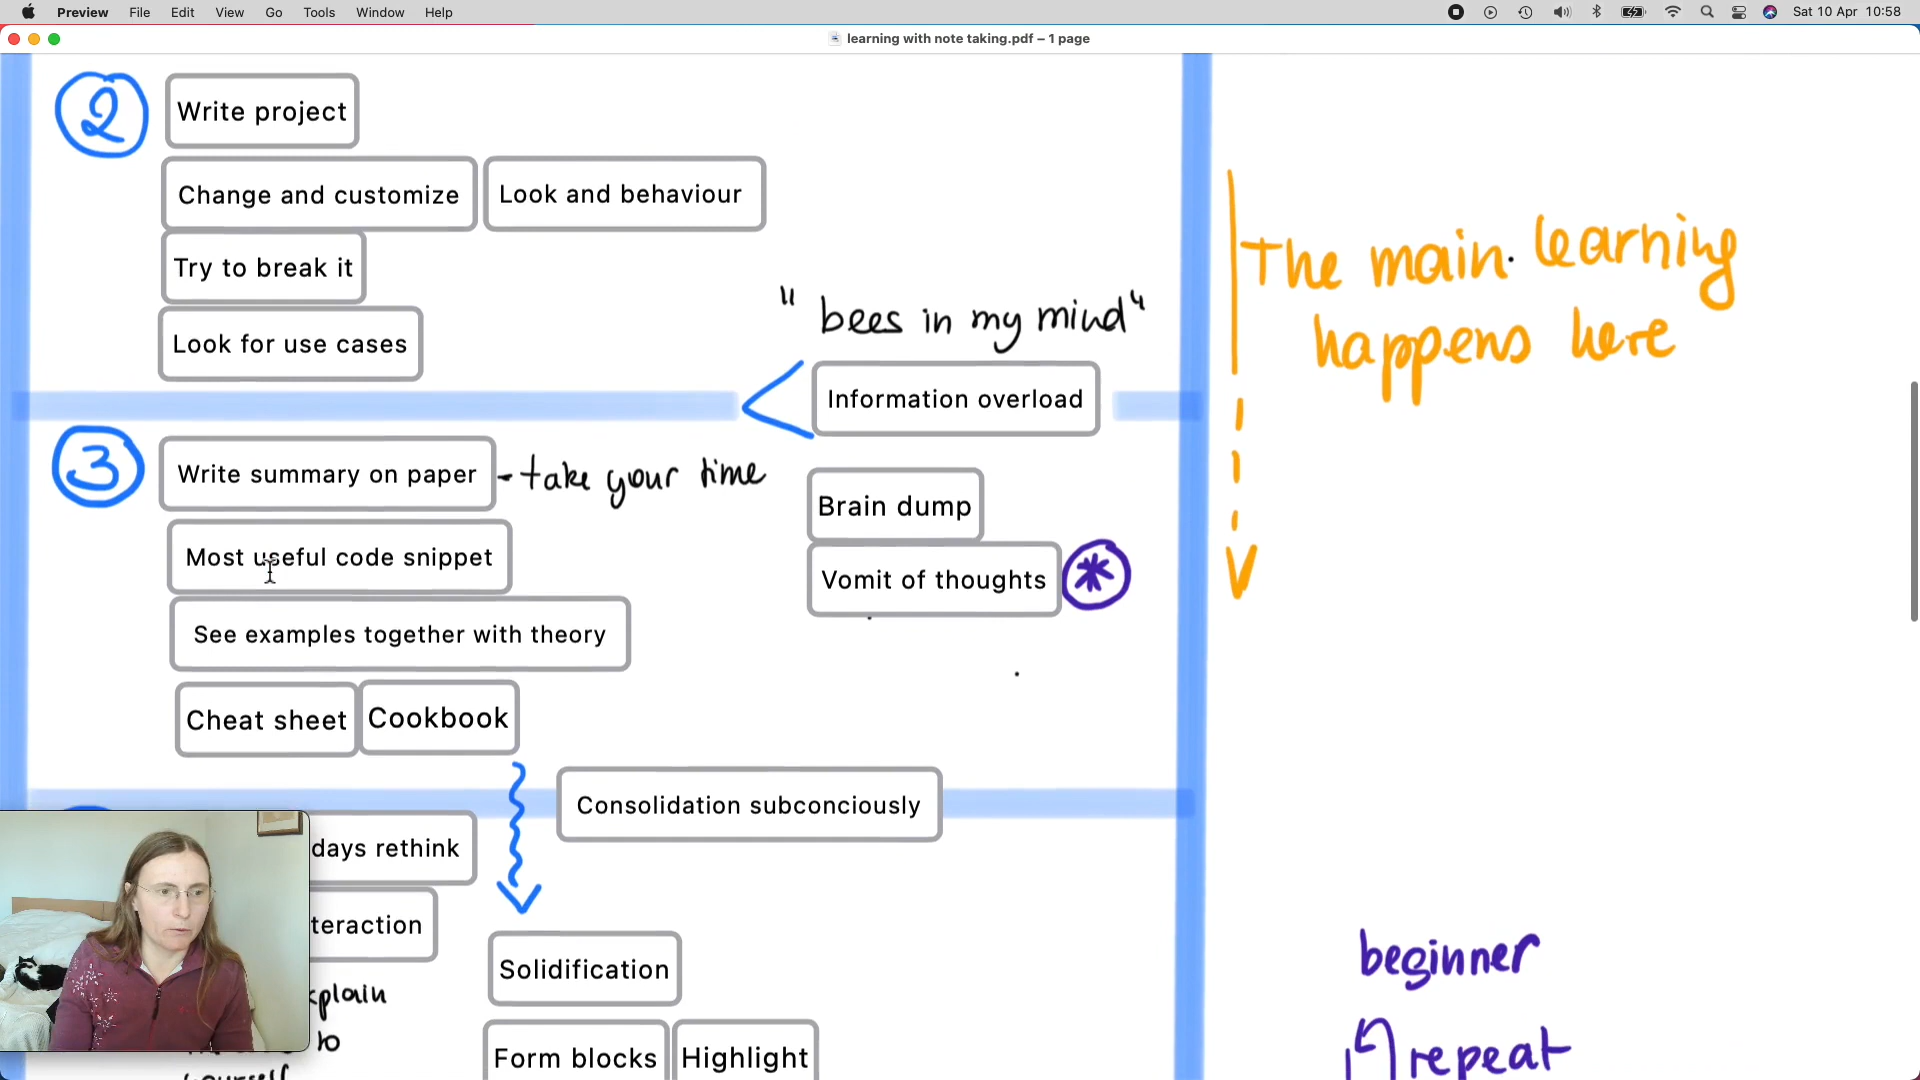 Preview File Edit View Go Tools Window Help Sat 10 Apr 10:58
learning with note taking.pdf – 1 page
2 Write project
Change and customize Look and behaviour
Try to break it
Look for use cases
" bees in my mind "
Information overload
The main learning
happens here
3 Write summary on paper - take your time
Most useful code snippet
See examples together with theory
Cheat sheet Cookbook
Brain dump
Vomit of thoughts *
Consolidation subconciously
days rethink
teraction
plain
to
yourself
Solidification
Form blocks Highlight
beginner
repeat